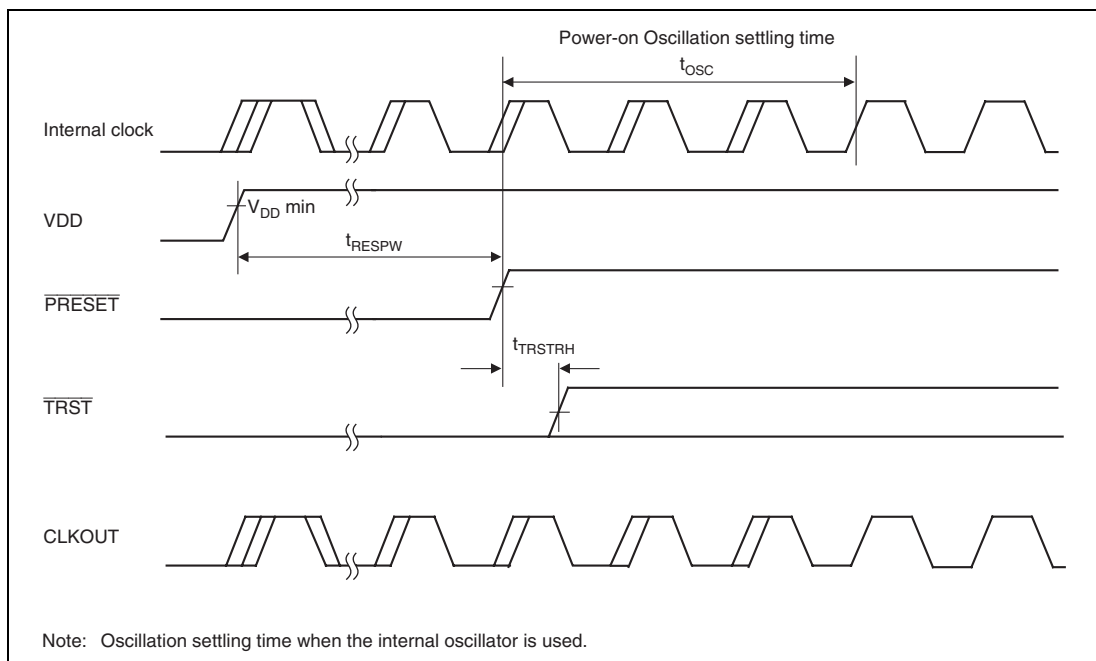 Power-on Oscillation settling time
tOSC
Internal clock
VDD
VDD min
tRESPW
PRESET
tTRSTRH
TRST
CLKOUT
Note: Oscillation settling time when the internal oscillator is used.